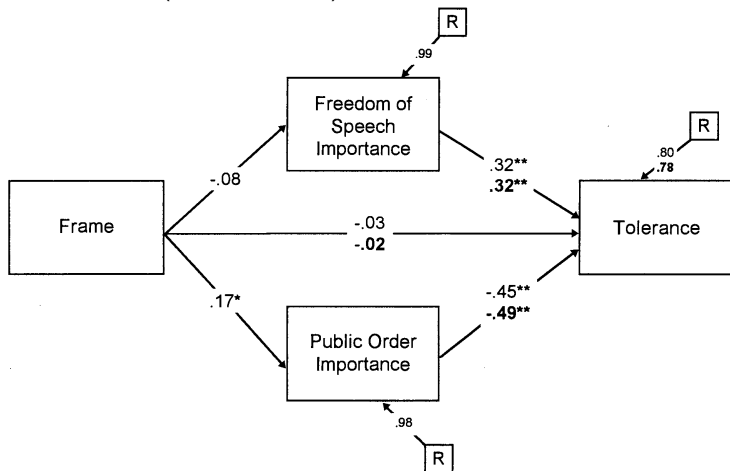 R
.99
Freedom of
Speech
Importance
R
.80
.78
.32**
.32**
-.08
Frame
-.03
-.02
Tolerance
.17*
-.45**
-.49**
Public Order
Importance
.98
R